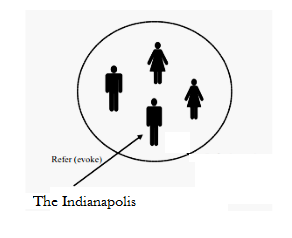 Refer (evoke)
The Indianapolis